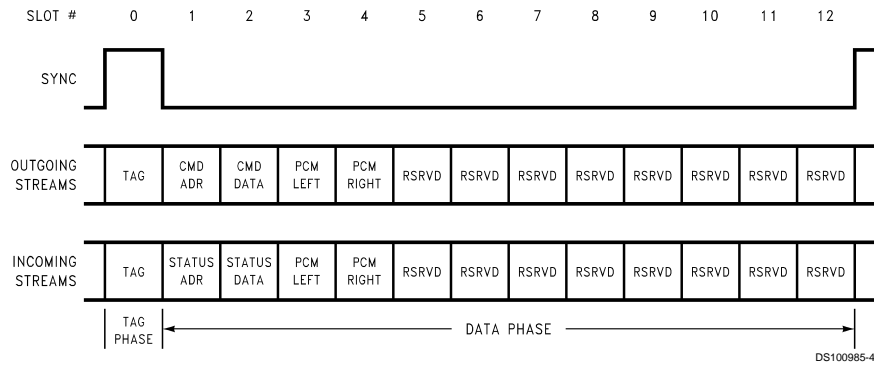 SLOT # 0 1 2 3 4 5 6 7 8 9 10 11 12
SYNC
OUTGOING STREAMS
TAG
CMD ADR
CMD DATA
PCM LEFT
PCM RIGHT
RSRVD RSRVD RSRVD RSRVD RSRVD RSRVD RSRVD RSRVD
INCOMING STREAMS
TAG
STATUS ADR
STATUS DATA
PCM LEFT
PCM RIGHT
RSRVD RSRVD RSRVD RSRVD RSRVD RSRVD RSRVD RSRVD
TAG PHASE
DATA PHASE
DS100985-4